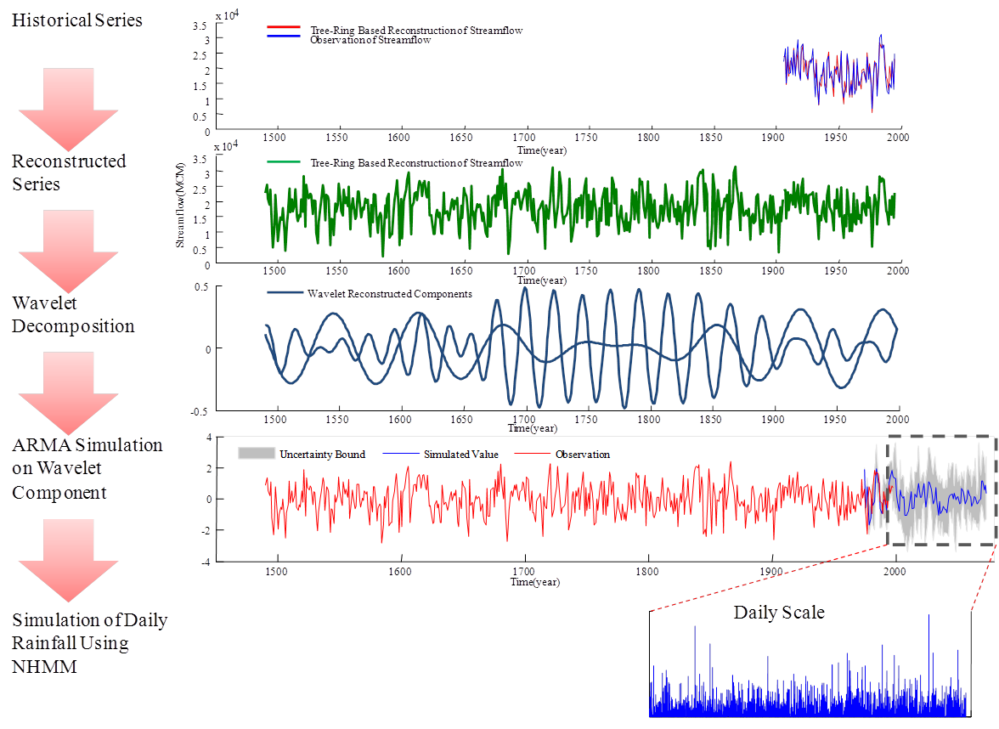 Historical Series
x 10^4
3.5
3
2.5
2
1.5
1
0.5
0
Tree-Ring Based Reconstruction of Streamflow
Observation of Streamflow
1500 1550 1600 1650 1700 1750 1800 1850 1900 1950 2000
Time(year)
Reconstructed
Series
x 10^4
3.5
3
2.5
2
1.5
1
0.5
0
Streamflow(MCM)
Tree-Ring Based Reconstruction of Streamflow
1500 1550 1600 1650 1700 1750 1800 1850 1900 1950 2000
Time(year)
Wavelet
Decomposition
0.5
0
-0.5
Wavelet Reconstructed Components
1500 1550 1600 1650 1700 1750 1800 1850 1900 1950 2000
Time(year)
ARMA Simulation
on Wavelet
Component
4
2
0
-2
-4
Uncertainty Bound Simulated Value Observation
1500 1600 1700 1800 1900 2000
Time(year)
Simulation of Daily
Rainfall Using
NHMM
Daily Scale